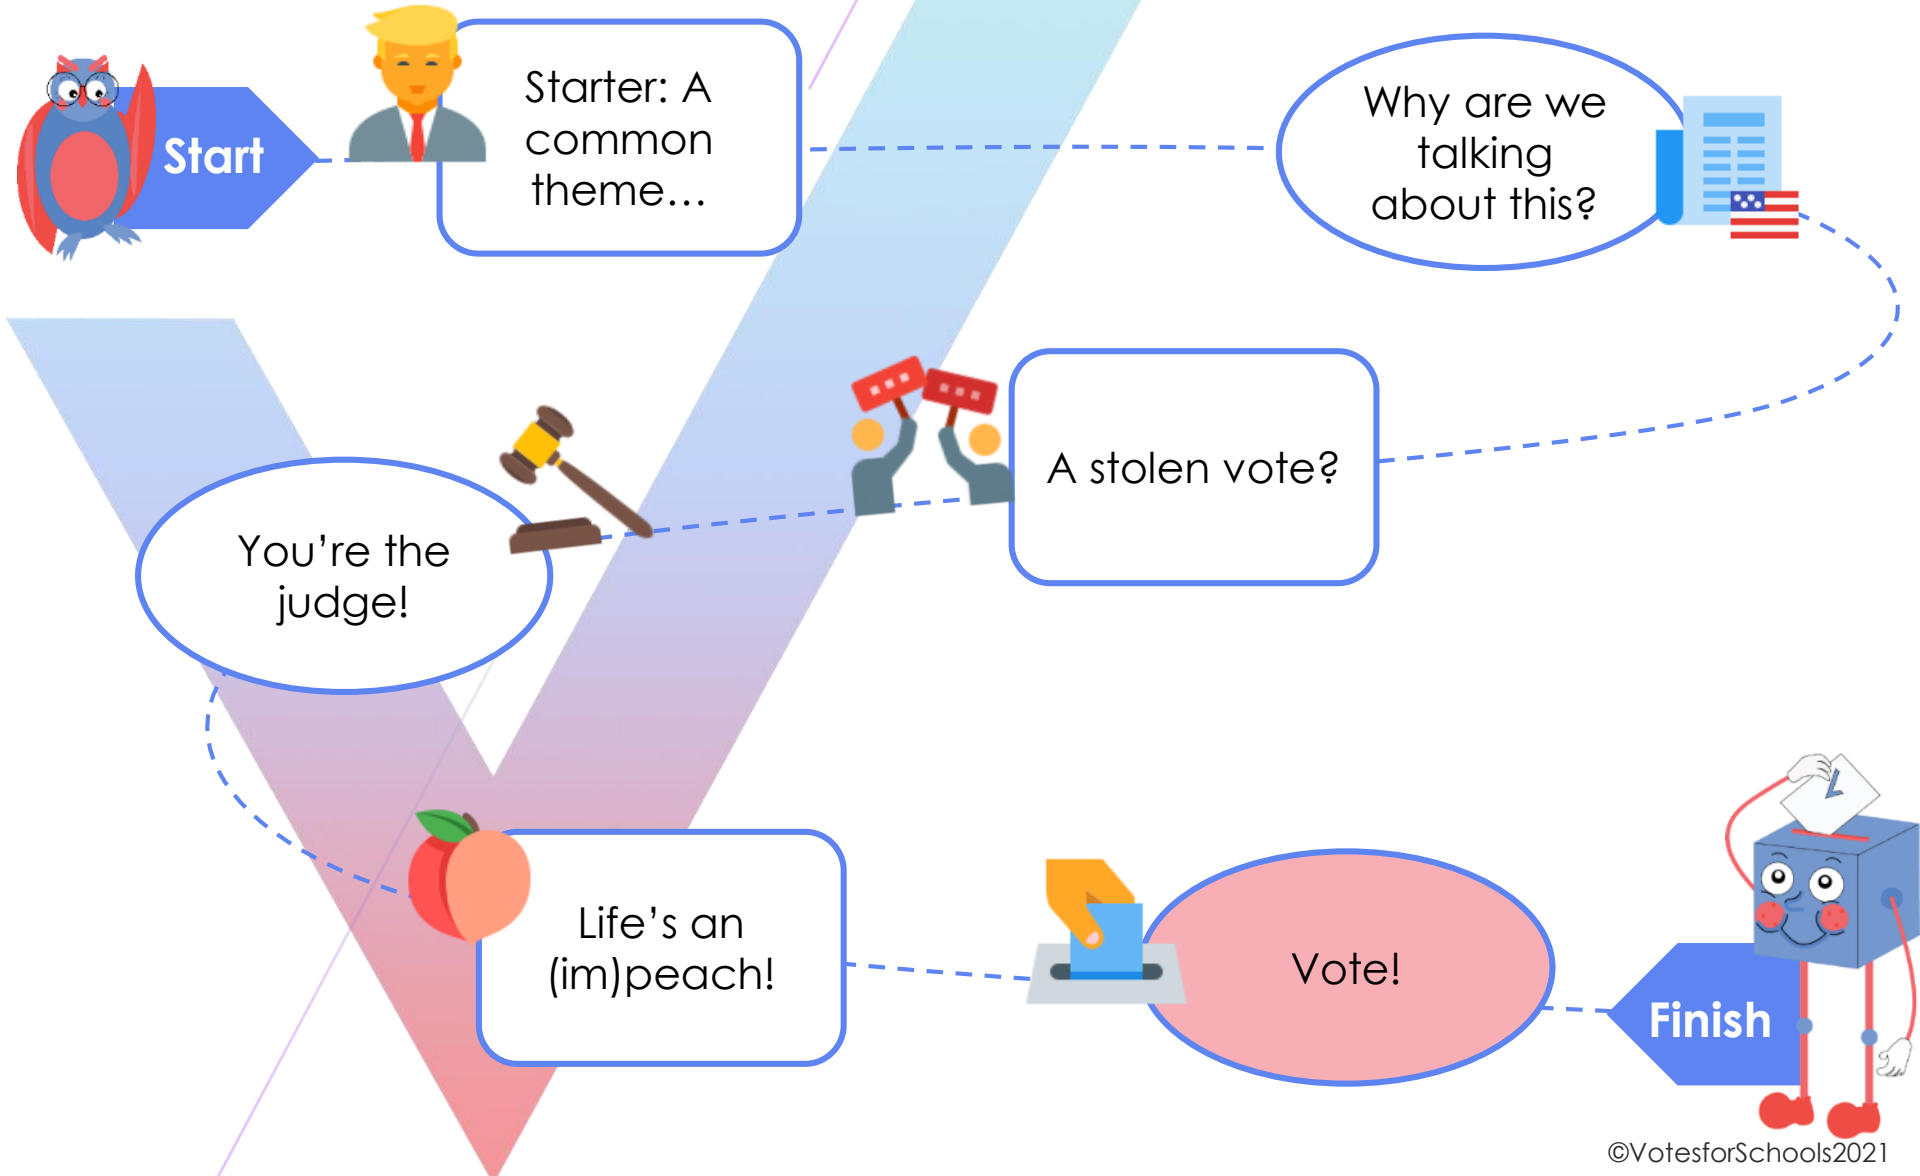 Start
Starter: A
common
theme…
Why are we
talking
about this?
A stolen vote?
You’re the
judge!
Life’s an
(im)peach!
Vote!
Finish
©VotesforSchools2021